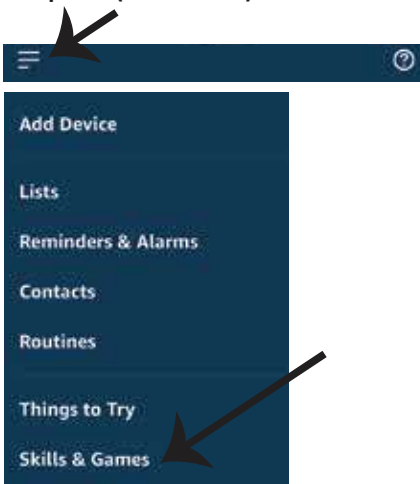 Add Device
Lists
Reminders & Alarms
Contacts
Routines
Things to Try
Skills & Games